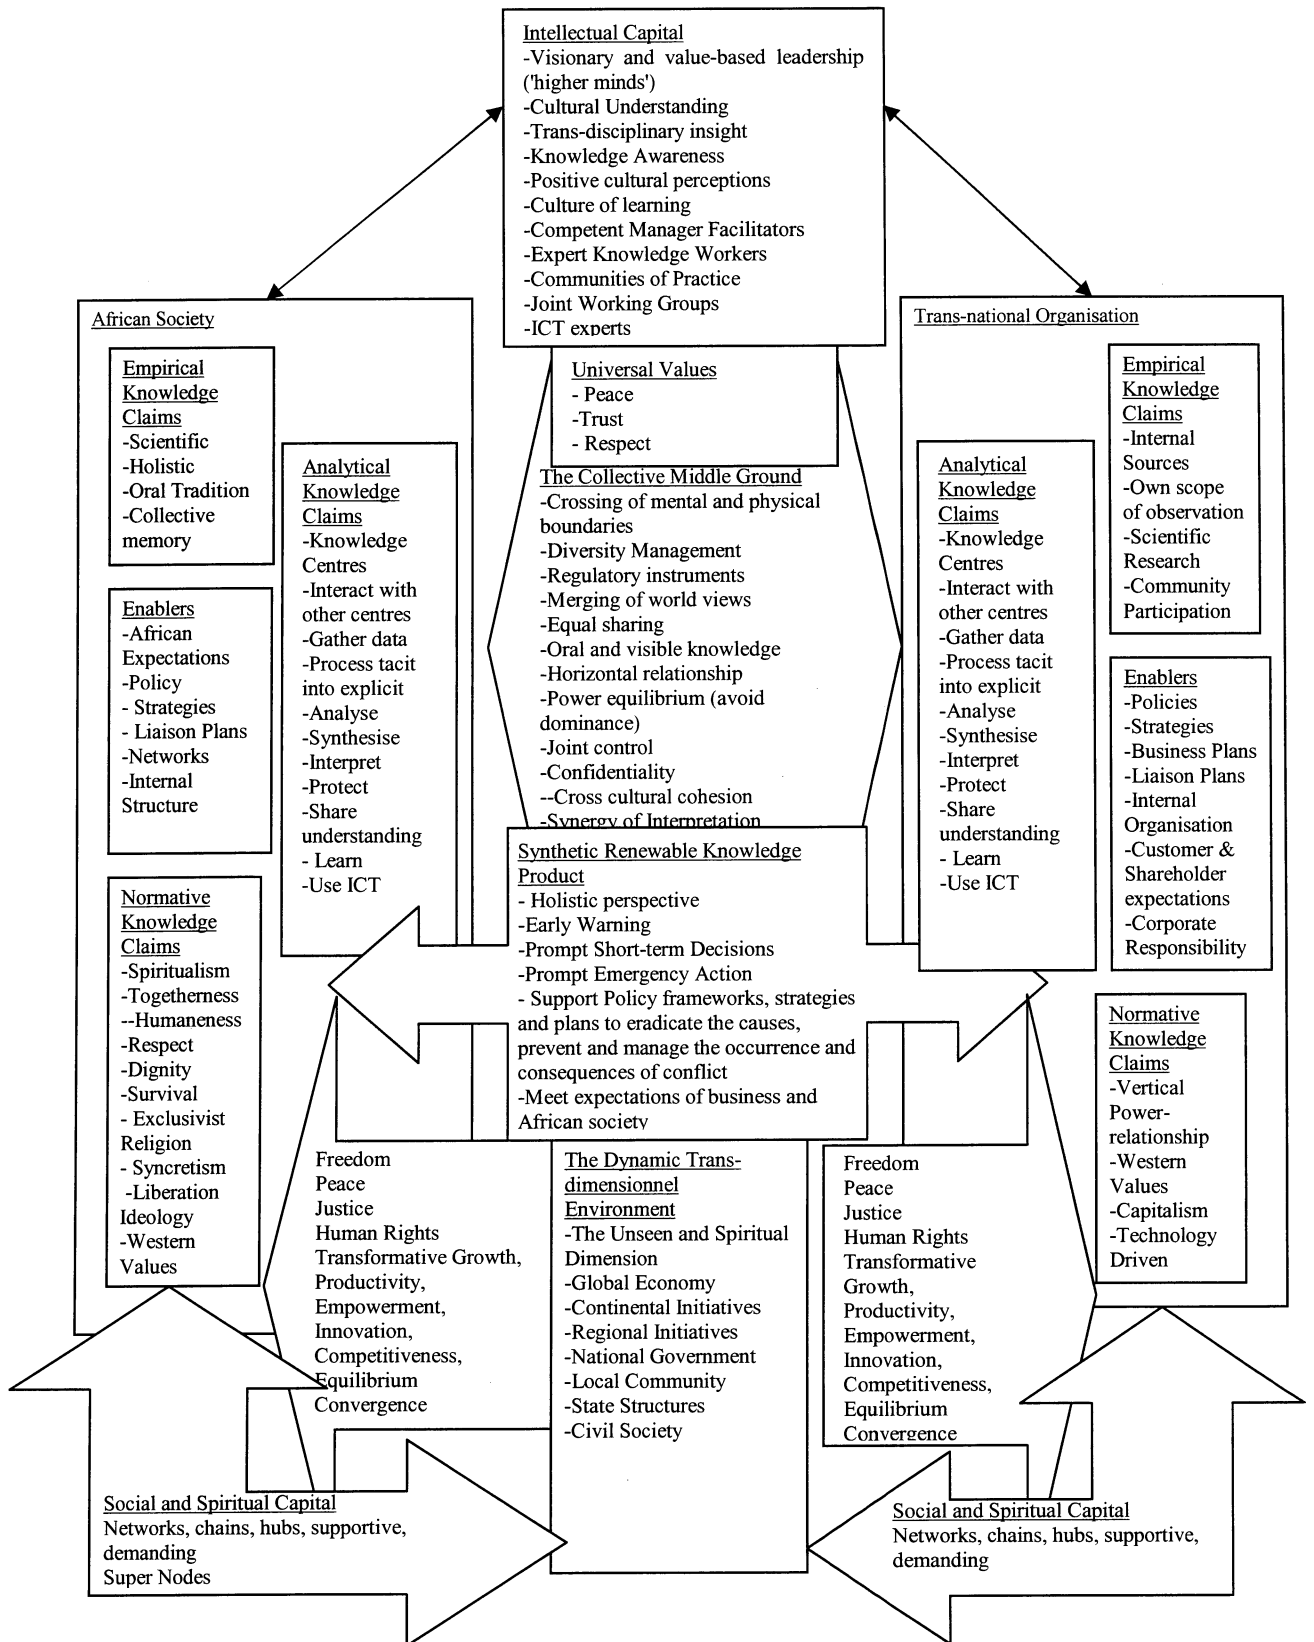 Intellectual Capital
-Visionary and value-based leadership
('higher minds')
-Cultural Understanding
-Trans-disciplinary insight
-Knowledge Awareness
-Positive cultural perceptions
-Culture of learning
-Competent Manager Facilitators
-Expert Knowledge Workers
-Communities of Practice
-Joint Working Groups
-ICT experts
African Society
Empirical
Knowledge
Claims
-Scientific
-Holistic
-Oral Tradition
-Collective
memory
Enablers
-African
Expectations
-Policy
- Strategies
- Liaison Plans
-Networks
-Internal
Structure
Normative
Knowledge
Claims
-Spiritualism
-Togetherness
--Humaneness
-Respect
-Dignity
-Survival
- Exclusivist
Religion
- Syncretism
-Liberation
Ideology
-Western
Values
Analytical
Knowledge
Claims
-Knowledge
Centres
-Interact with
other centres
-Gather data
-Process tacit
into explicit
-Analyse
-Synthesise
-Interpret
-Protect
-Share
understanding
- Learn
-Use ICT
Universal Values
- Peace
-Trust
- Respect
The Collective Middle Ground
-Crossing of mental and physical
boundaries
-Diversity Management
-Regulatory instruments
-Merging of world views
-Equal sharing
-Oral and visible knowledge
-Horizontal relationship
-Power equilibrium (avoid
dominance)
-Joint control
-Confidentiality
--Cross cultural cohesion
-Synergy of Interpretation
Synthetic Renewable Knowledge
Product
- Holistic perspective
-Early Warning
-Prompt Short-term Decisions
-Prompt Emergency Action
- Support Policy frameworks, strategies
and plans to eradicate the causes,
prevent and manage the occurrence and
consequences of conflict
-Meet expectations of business and
African society
Trans-national Organisation
Analytical
Knowledge
Claims
-Knowledge
Centres
-Interact with
other centres
-Gather data
-Process tacit
into explicit
-Analyse
-Synthesise
-Interpret
-Protect
-Share
understanding
- Learn
-Use ICT
Empirical
Knowledge
Claims
-Internal
Sources
-Own scope
of observation
-Scientific
Research
-Community
Participation
Enablers
-Policies
-Strategies
-Business Plans
-Liaison Plans
-Internal
Organisation
-Customer &
Shareholder
expectations
-Corporate
Responsibility
Normative
Knowledge
Claims
-Vertical
Power-
relationship
-Western
Values
-Capitalism
-Technology
Driven
Freedom
Peace
Justice
Human Rights
Transformative Growth,
Productivity,
Empowerment,
Innovation,
Competitiveness,
Equilibrium
Convergence
The Dynamic Trans-
dimensionnel
Environment
-The Unseen and Spiritual
Dimension
-Global Economy
-Continental Initiatives
-Regional Initiatives
-National Government
-Local Community
-State Structures
-Civil Society
Freedom
Peace
Justice
Human Rights
Transformative
Growth,
Productivity,
Empowerment,
Innovation,
Competitiveness,
Equilibrium
Convergence
Social and Spiritual Capital
Networks, chains, hubs, supportive,
demanding
Super Nodes
Social and Spiritual Capital
Networks, chains, hubs, supportive,
demanding